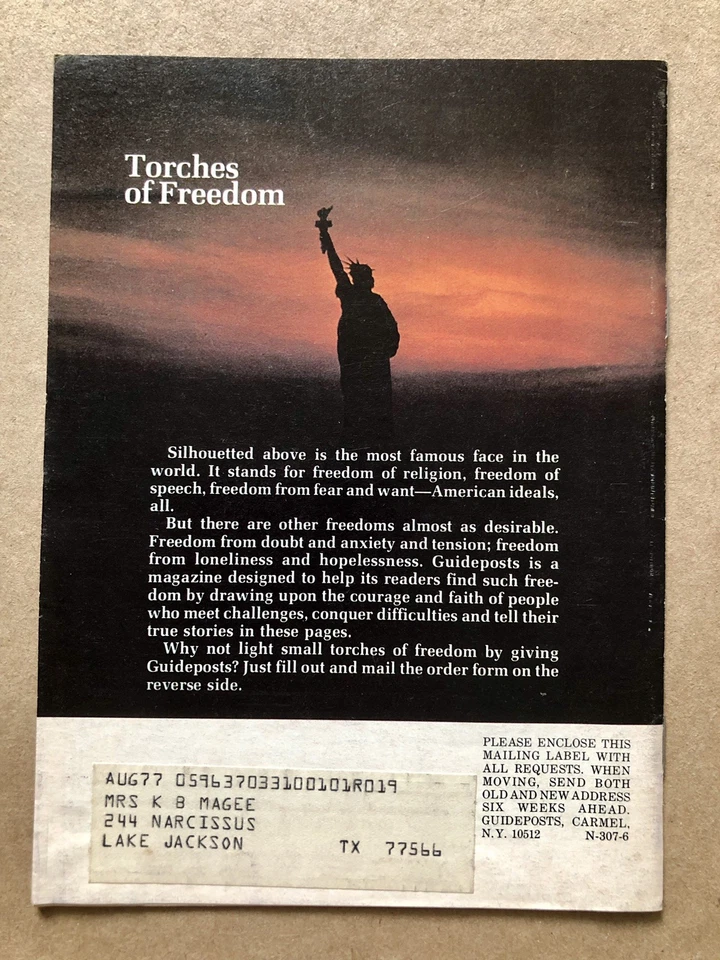 Torches
of Freedom
Silhouetted above is the most famous face in the
world. It stands for freedom of religion, freedom of
speech, freedom from fear and want—American ideals,
all.
But there are other freedoms almost as desirable.
Freedom from doubt and anxiety and tension; freedom
from loneliness and hopelessness. Guideposts is a
magazine designed to help its readers find such free-
dom by drawing upon the courage and faith of people
who meet challenges, conquer difficulties and tell their
true stories in these pages.
Why not light small torches of freedom by giving
Guideposts? Just fill out and mail the order form on the
reverse side.
PLEASE ENCLOSE THIS
MAILING LABEL WITH
ALL REQUESTS. WHEN
MOVING, SEND BOTH
OLD AND NEW ADDRESS
SIX WEEKS AHEAD.
GUIDEPOSTS, CARMEL,
N.Y. 10512 N-307-6
AUG77 059637033100101R019
MRS K B MAGEE
244 NARCISSUS
LAKE JACKSON TX 77566